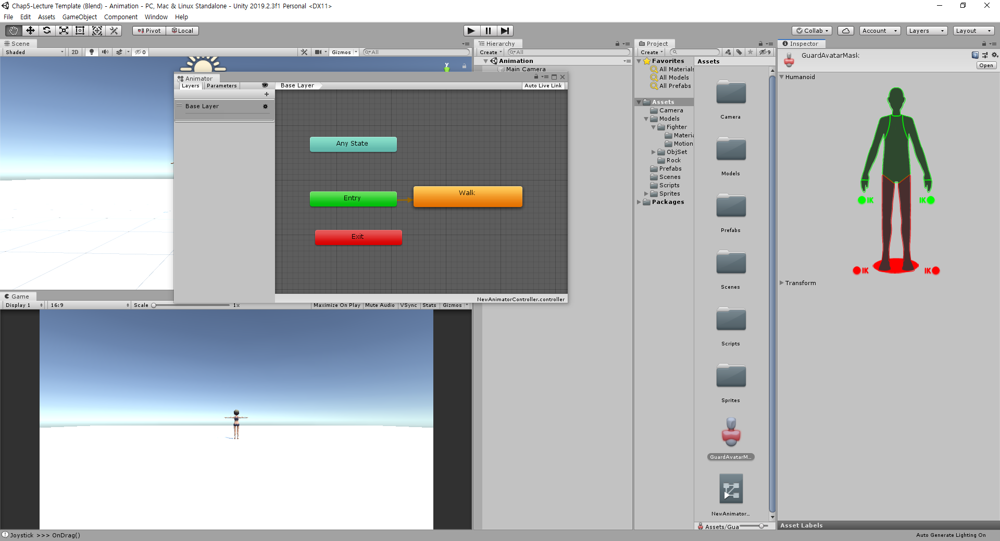 Chap5-Lecture Template (Blend) - Animation - PC, Mac & Linux Standalone - Unity 2019.2.3f1 Personal <DX11>
File Edit Assets GameObject Component Window Help
Pivot Local Collab Account Layers Layout
Scene
Shaded 2D 0 Gizmos All
y
Animator
Layers Parameters Base Layer Auto Live Link
Base Layer
Any State
Entry
Walk
Exit
NewAnimatorController.controller
Game
Display 1 16:9 Scale 1x Maximize On Play Mute Audio VSync Stats Gizmos
Hierarchy
Create All
Animation
Main Camera
Project
Create 9
Favorites
All Materials
All Models
All Prefabs
Assets
Camera
Models
Fighter
Materia
Motion
ObjSet
Rock
Prefabs
Scenes
Scripts
Sprites
Packages
Assets
Camera
Models
Prefabs
Scenes
Scripts
Sprites
GuardAvatarM...
NewAnimator...
Assets/Gua
Inspector
GuardAvatarMask
Open
Humanoid
IK IK
IK IK
Transform
Asset Labels
Joystick >>> OnDrag()
Auto Generate Lighting On